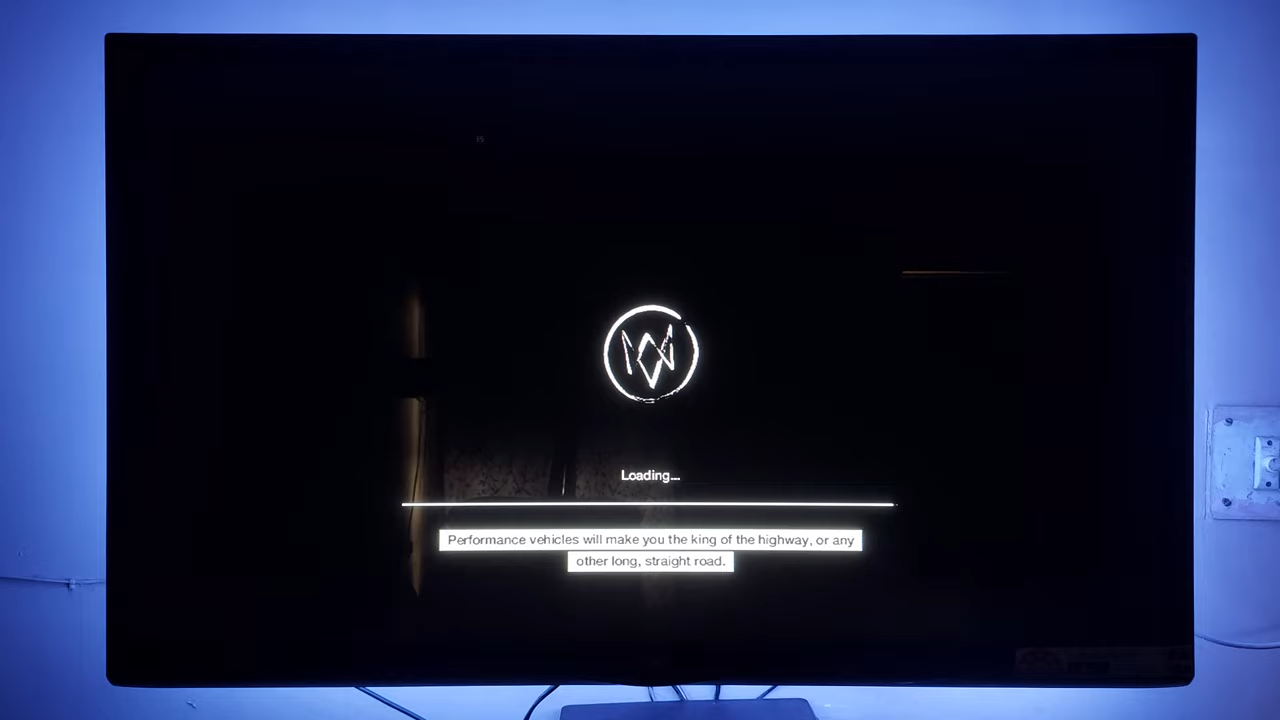 Loading...
Performance vehicles will make you the king of the highway, or any
other long, straight road.